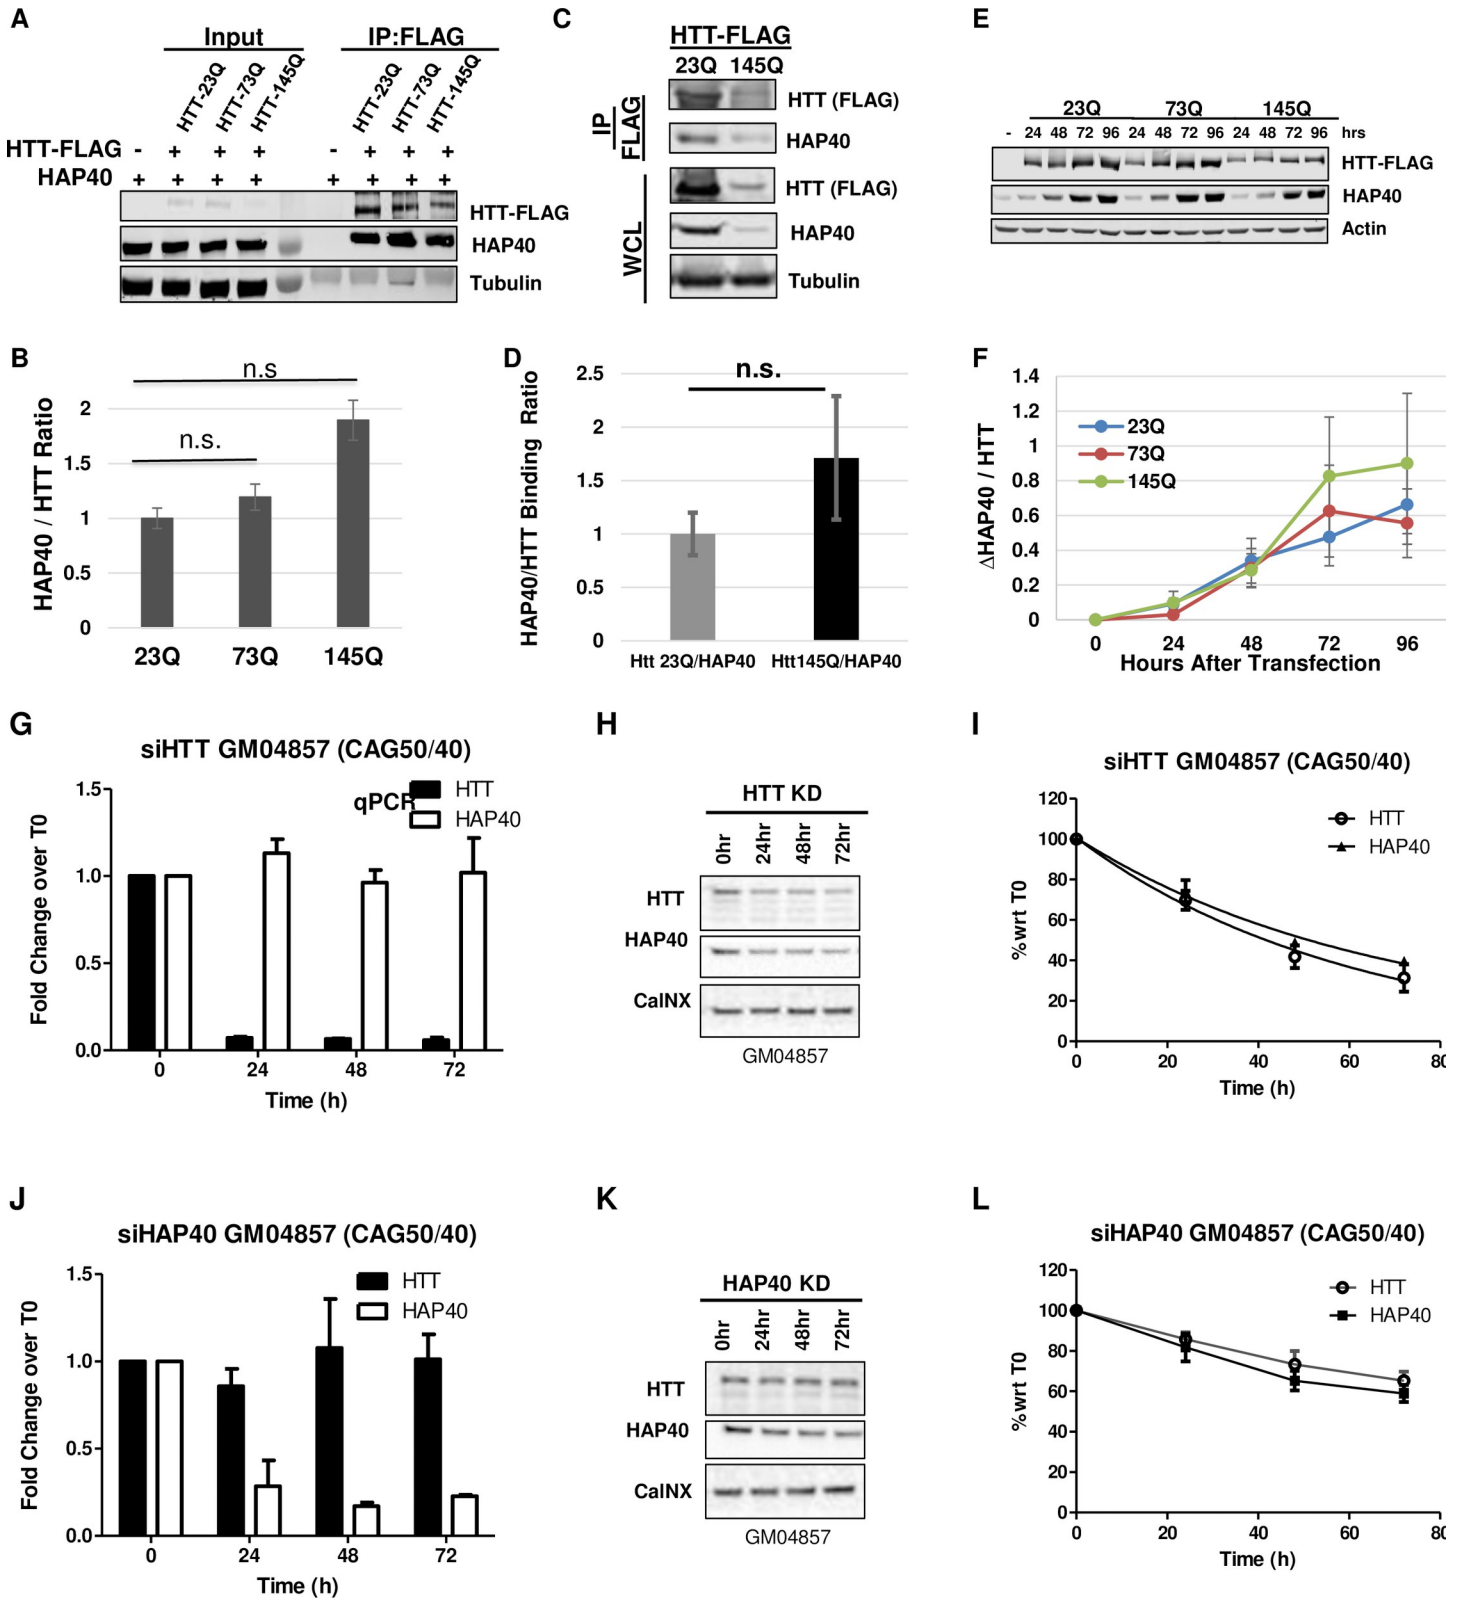 A
Input IP:FLAG
HTT-23Q HTT-73Q HTT-145Q HTT-23Q HTT-73Q HTT-145Q
HTT-FLAG - + + + - + + +
HAP40 + + + + + + + +
HTT-FLAG
HAP40
Tubulin
B
HAP40 / HTT Ratio
n.s
n.s.
2
1.5
1
0.5
0
23Q 73Q 145Q
C
HTT-FLAG
23Q 145Q
IP
FLAG
HTT (FLAG)
HAP40
WCL
HTT (FLAG)
HAP40
Tubulin
D
HAP40/HTT Binding Ratio
n.s.
2.5
2
1.5
1
0.5
0
Htt 23Q/HAP40 Htt145Q/HAP40
E
23Q 73Q 145Q
- 24 48 72 96 24 48 72 96 24 48 72 96 hrs
HTT-FLAG
HAP40
Actin
F
ΔHAP40 / HTT
1.4
1.2
1
0.8
0.6
0.4
0.2
0
23Q
73Q
145Q
0 24 48 72 96
Hours After Transfection
G
siHTT GM04857 (CAG50/40)
qPCR
HTT
HAP40
Fold Change over T0
1.5
1.0
0.5
0.0
0 24 48 72
Time (h)
H
HTT KD
0hr 24hr 48hr 72hr
HTT
HAP40
CalNX
GM04857
I
siHTT GM04857 (CAG50/40)
HTT
HAP40
%wrt T0
120
100
80
60
40
20
0
0 20 40 60 80
Time (h)
J
siHAP40 GM04857 (CAG50/40)
HTT
HAP40
Fold Change over T0
1.5
1.0
0.5
0.0
0 24 48 72
Time (h)
K
HAP40 KD
0hr 24hr 48hr 72hr
HTT
HAP40
CalNX
GM04857
L
siHAP40 GM04857 (CAG50/40)
HTT
HAP40
%wrt T0
120
100
80
60
40
20
0
0 20 40 60 80
Time (h)